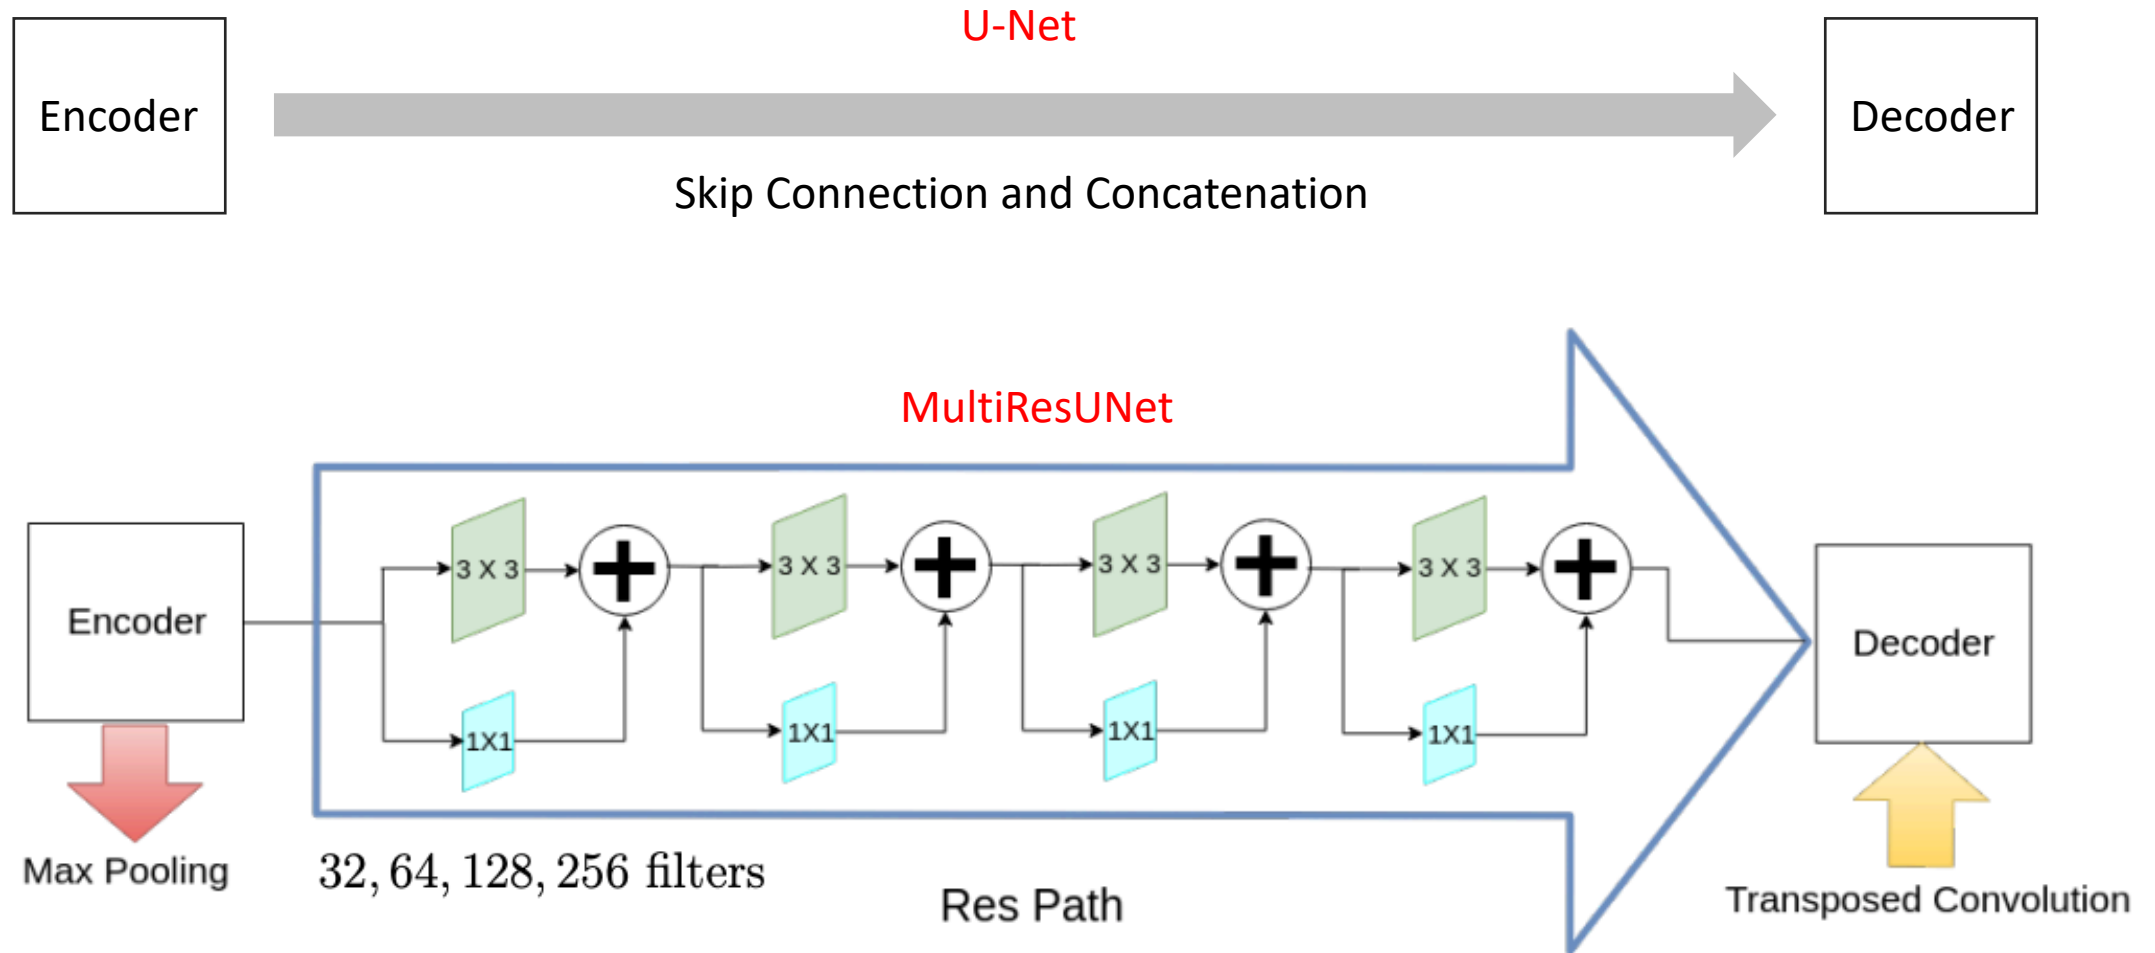 U-Net
Encoder
Decoder
Skip Connection and Concatenation
MultiResUNet
3 X 3
3 X 3
3 X 3
3 X 3
Encoder
Decoder
1X1
1X1
1X1
1X1
Max Pooling
32, 64, 128, 256 filters
Res Path
Transposed Convolution